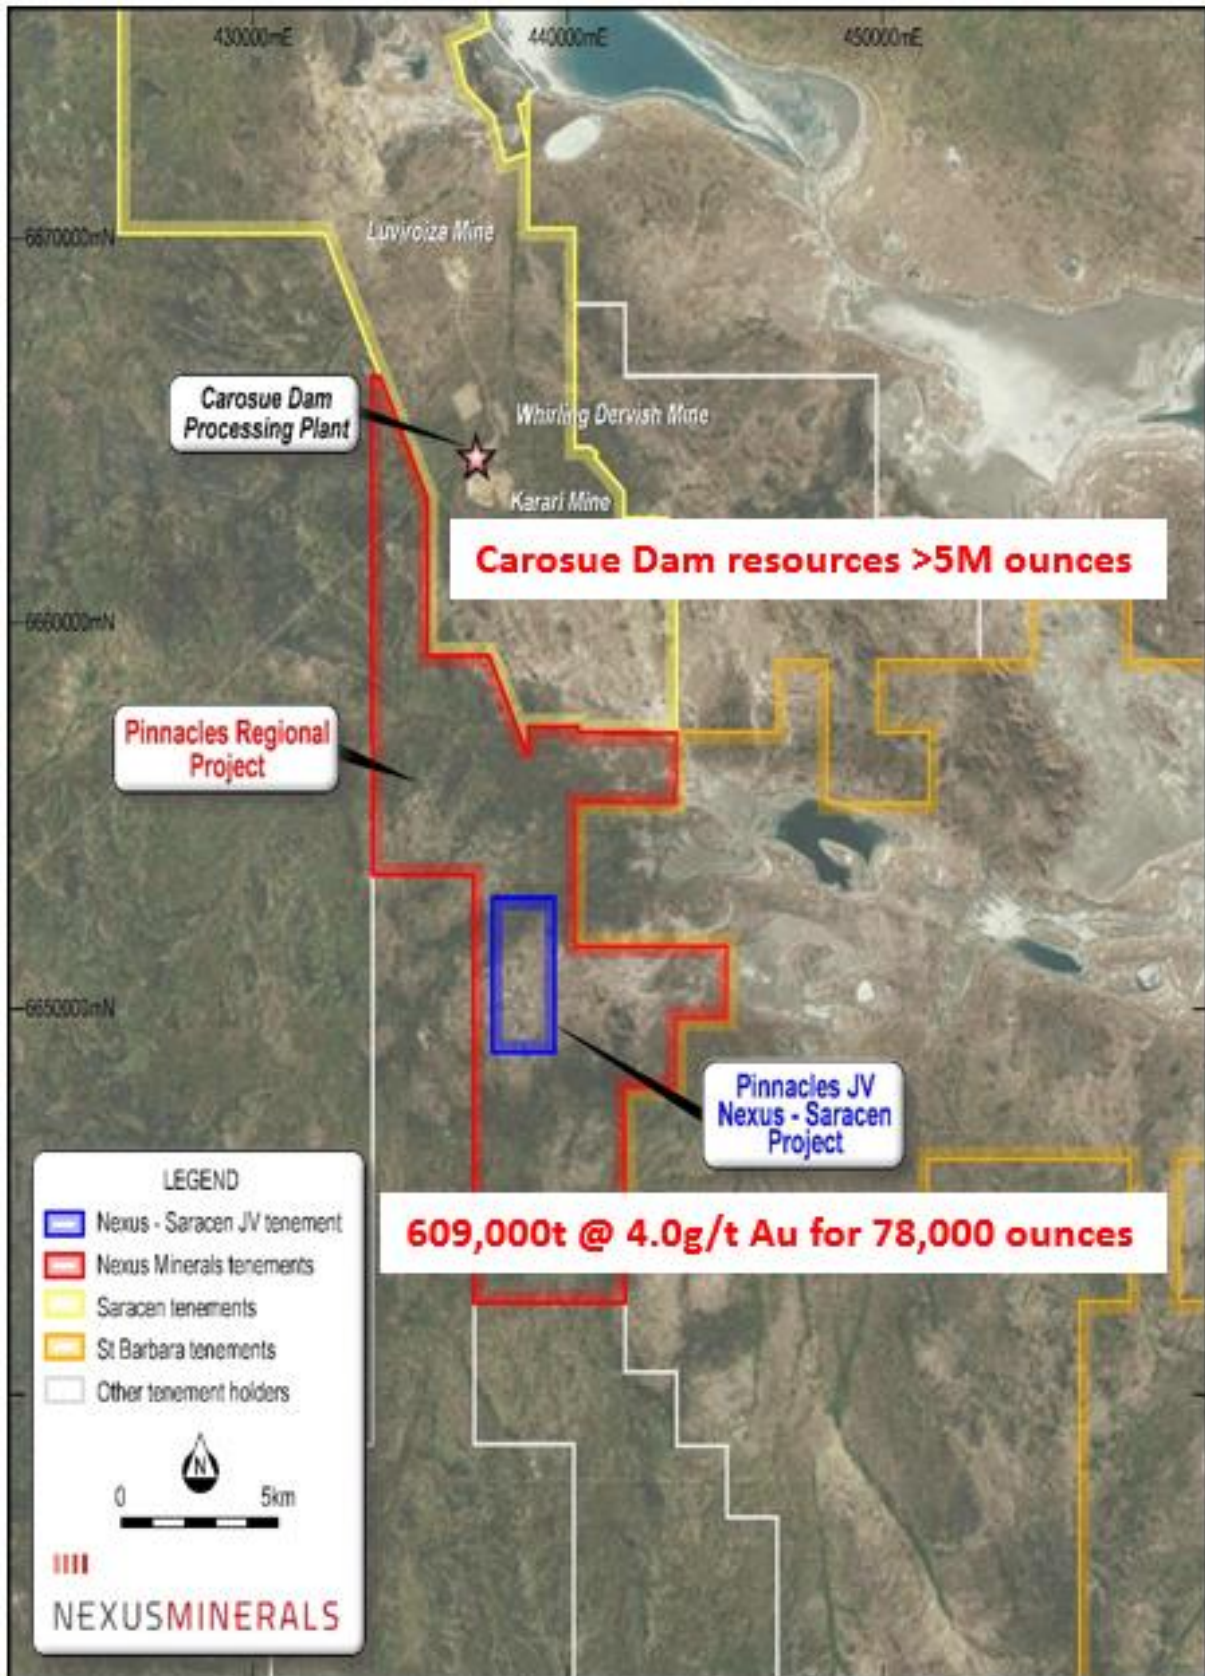 430000mE
440000mE
450000mE
6670000mN
Luvironza Mine
Carosue Dam
Processing Plant
Whirling Dervish Mine
Karari Mine
Carosue Dam resources >5M ounces
6660000mN
Pinnacles Regional
Project
6650000mN
Pinnacles JV
Nexus - Saracen
Project
609,000t @ 4.0g/t Au for 78,000 ounces
LEGEND
Nexus - Saracen JV tenement
Nexus Minerals tenements
Saracen tenements
St Barbara tenements
Other tenement holders
N
0
5km
NEXUSMINERALS